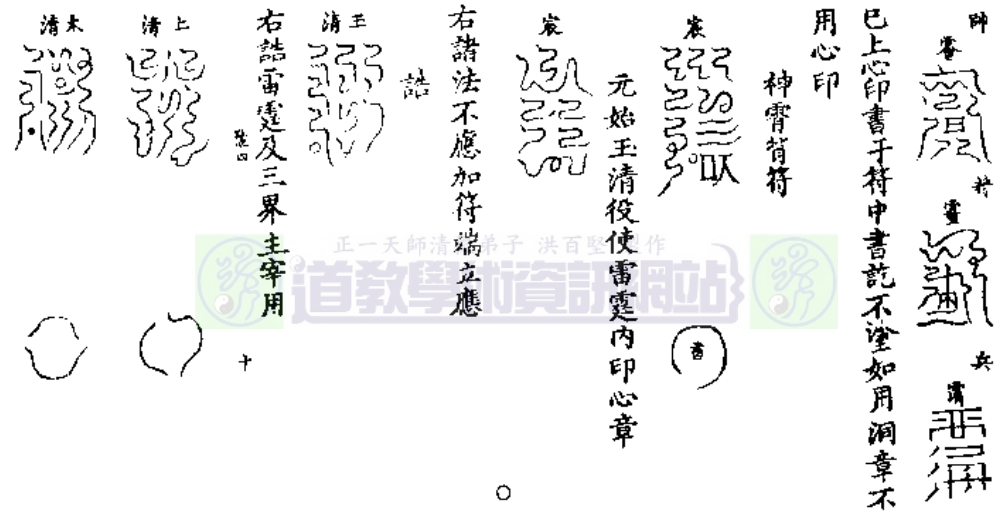 師
將
兵
已上心印書于符中書訖不塗如用洞章不
用心印
神霄背符
宸
元始玉清役使雷霆內印心章
宸
右諸法不應加符端立應
誥
玉清
右誥雷霆及三界主宰用
十
上清
太清
正一天師清 弟子 洪百堅 製作
道教學術資訊網站